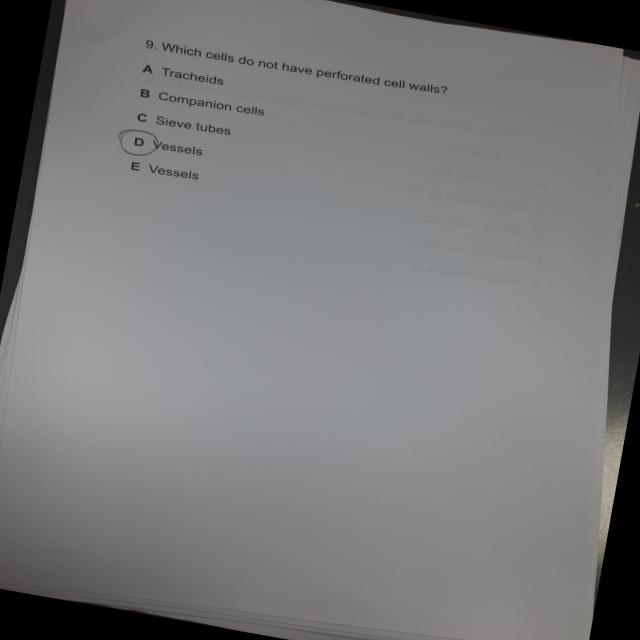 9. Which cells do not have perforated cell walls?
A Tracheids
B Companion cells
C Sieve tubes
D Vessels
E Vessels